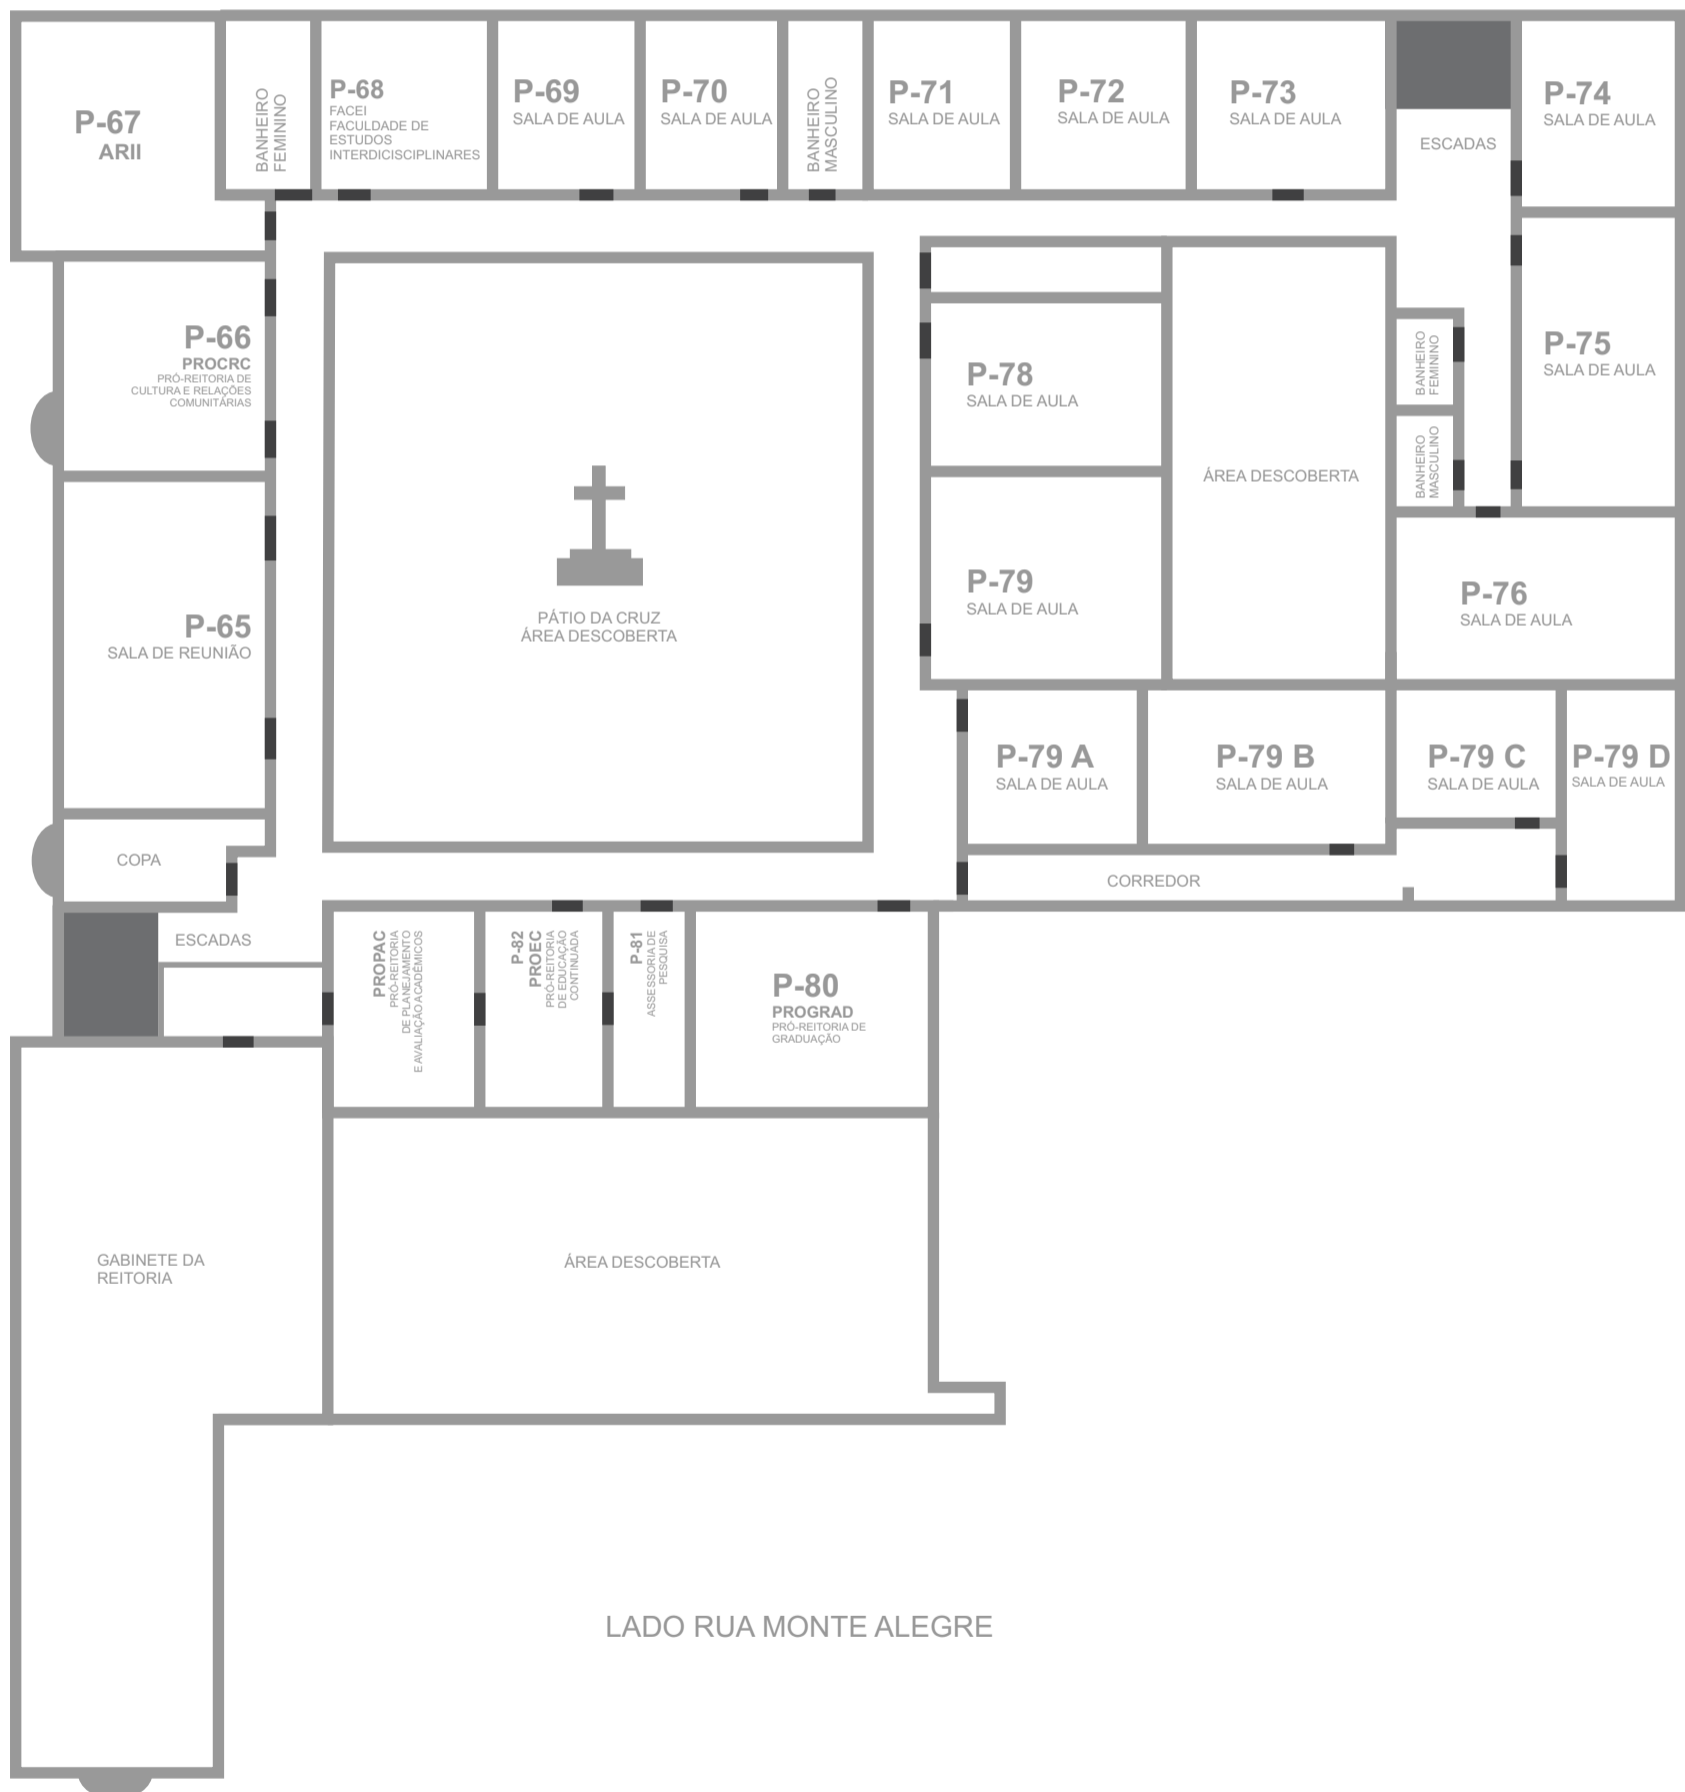 P-67
ARII
BANHEIRO
FEMININO
P-68
FACEI
FACULDADE DE
ESTUDOS
INTERDICISCIPLINARES
P-69
SALA DE AULA
P-70
SALA DE AULA
BANHEIRO
MASCULINO
P-71
SALA DE AULA
P-72
SALA DE AULA
P-73
SALA DE AULA
ESCADAS
P-74
SALA DE AULA
P-66
PROCRC
PRÓ-REITORIA DE
CULTURA E RELAÇÕES
COMUNITÁRIAS
P-78
SALA DE AULA
ÁREA DESCOBERTA
BANHEIRO
FEMININO
BANHEIRO
MASCULINO
P-75
SALA DE AULA
P-65
SALA DE REUNIÃO
PÁTIO DA CRUZ
ÁREA DESCOBERTA
P-79
SALA DE AULA
P-76
SALA DE AULA
P-79 A
SALA DE AULA
P-79 B
SALA DE AULA
P-79 C
SALA DE AULA
P-79 D
SALA DE AULA
COPA
CORREDOR
ESCADAS
PROPAC
PRÓ-REITORIA
DE PLANEJAMENTO
E AVALIAÇÃO ACADÊMICOS
P-82
PROEC
PRÓ-REITORIA
DE EDUCAÇÃO
CONTINUADA
P-81
ASSESSORIA DE
PESQUISA
P-80
PROGRAD
PRÓ-REITORIA DE
GRADUAÇÃO
GABINETE DA
REITORIA
ÁREA DESCOBERTA
LADO RUA MONTE ALEGRE